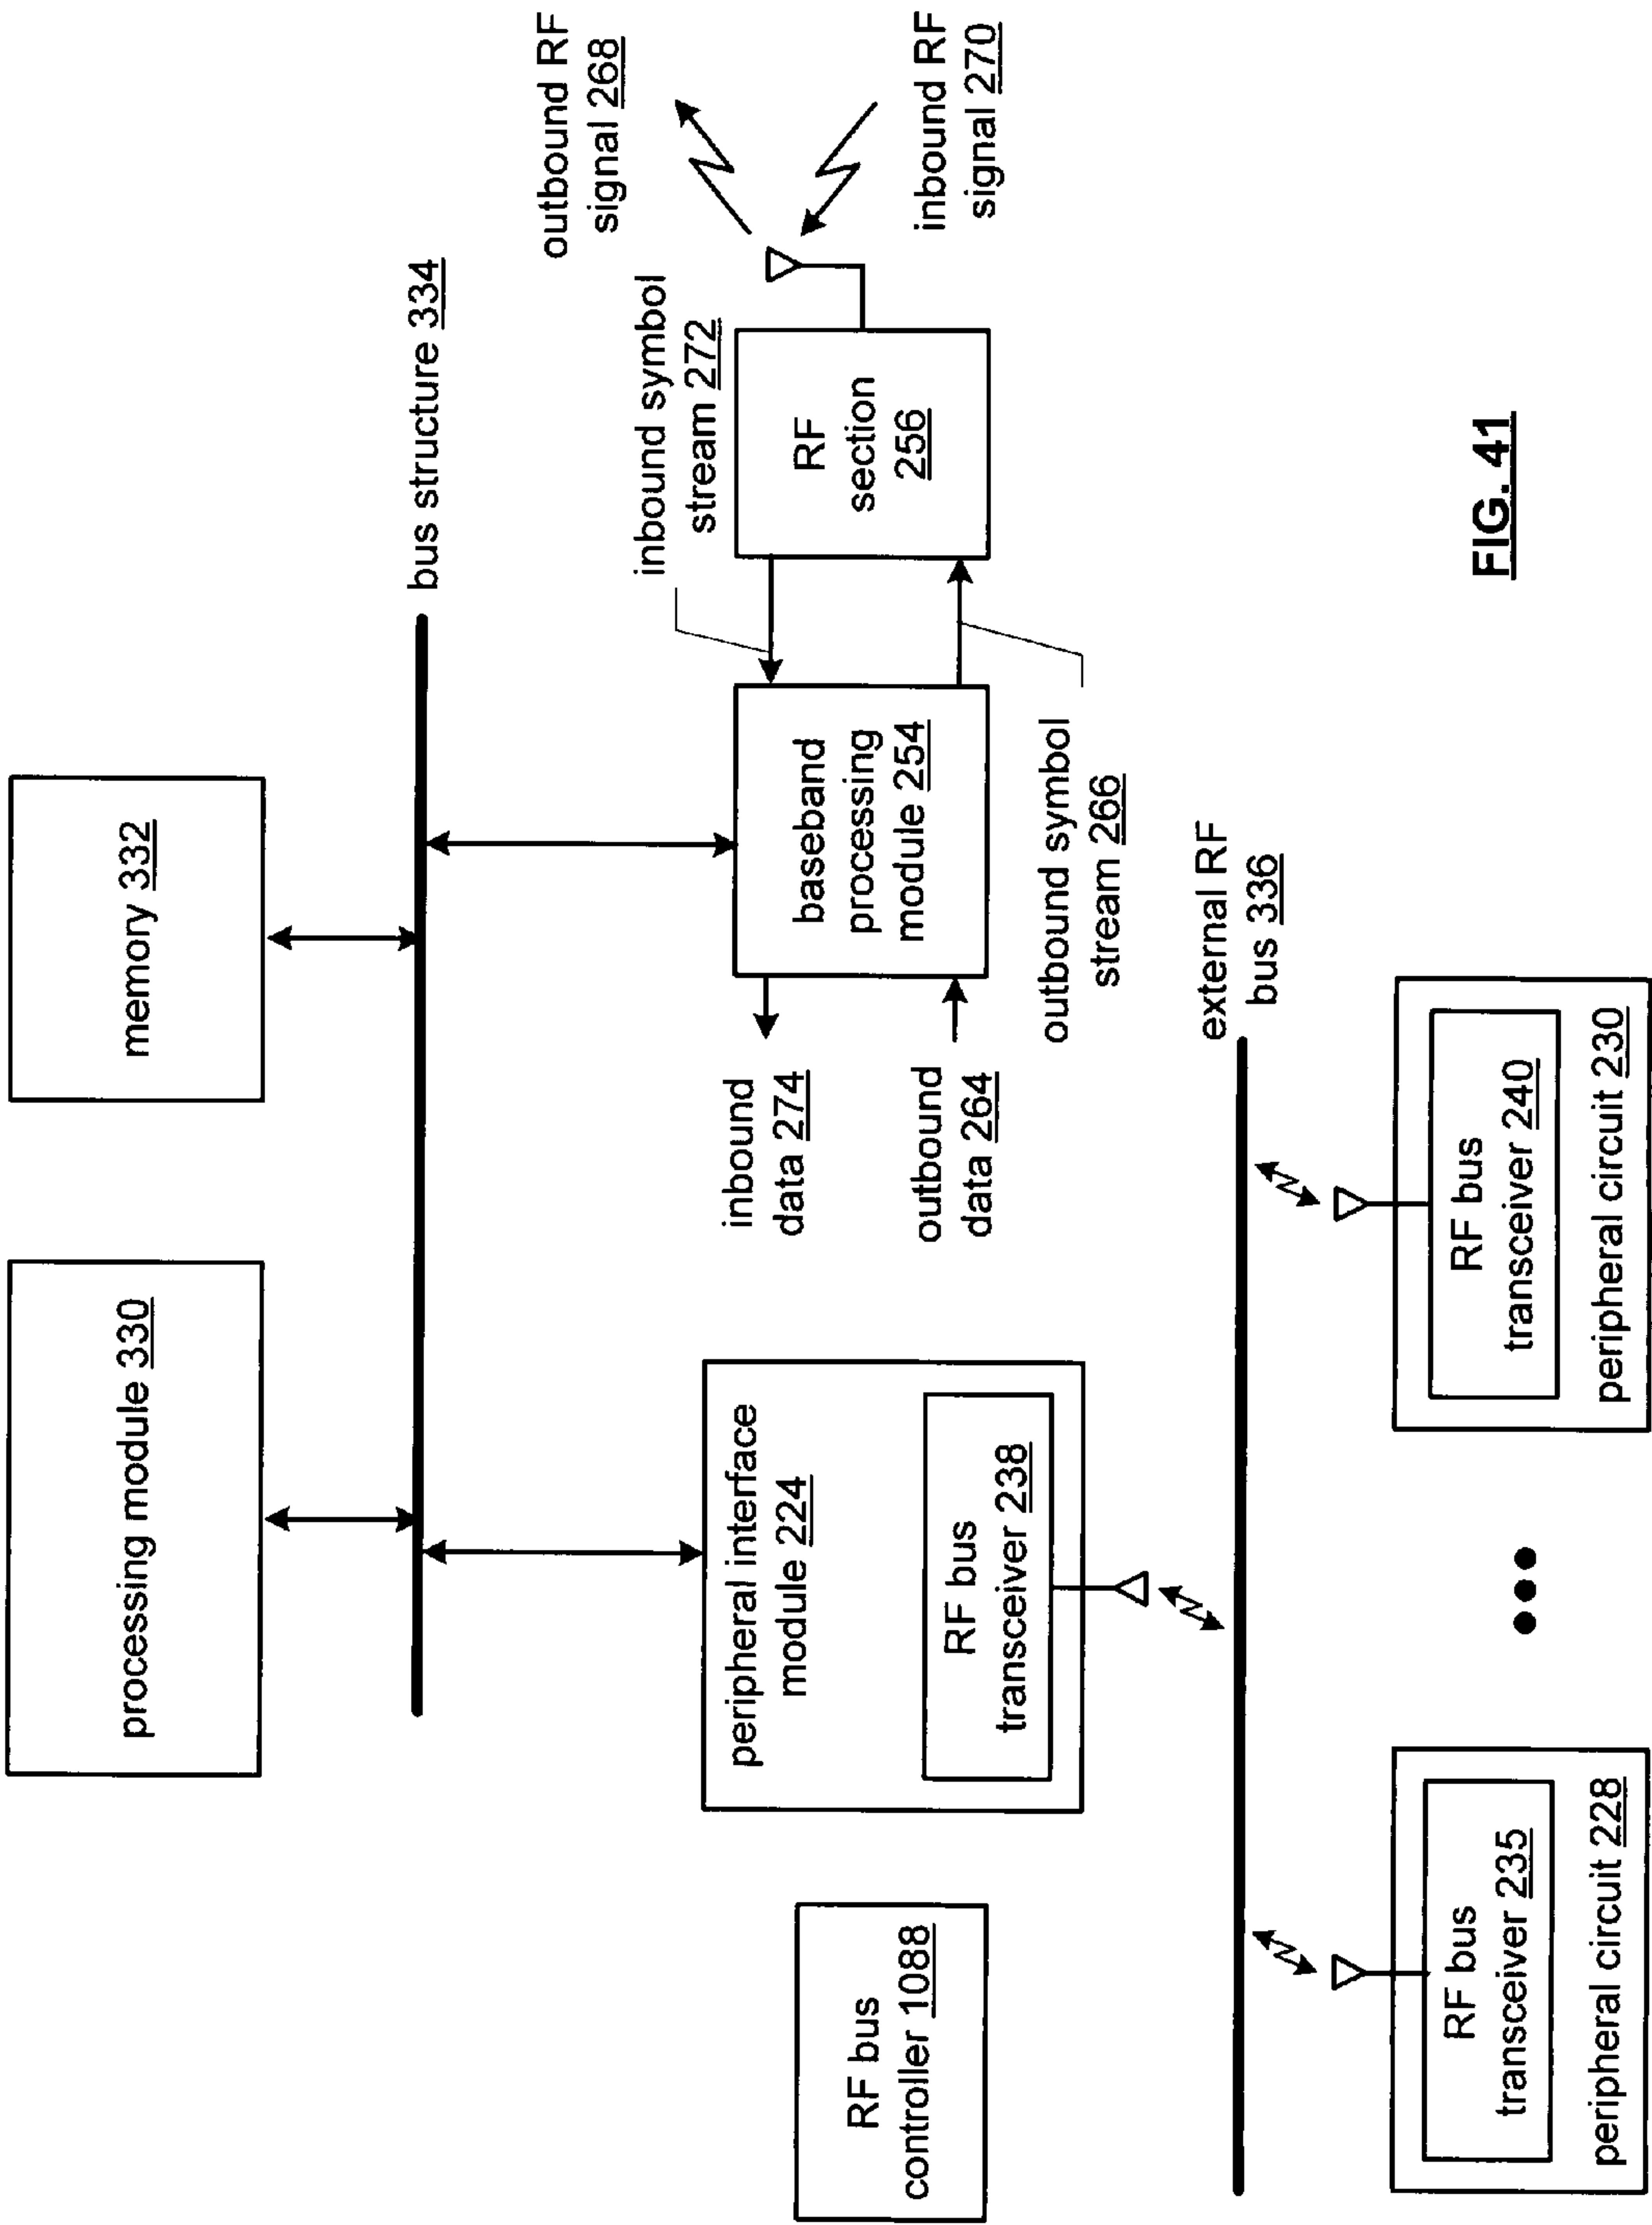 processing module 330
memory 332
bus structure 334
outbound RF
signal 268
inbound RF
signal 270
inbound symbol
stream 272
RF
section
256
baseband
processing
module 254
outbound symbol
stream 266
inbound
data 274
outbound
data 264
peripheral interface
module 224
RF bus
transceiver 238
RF bus
controller 1088
external RF
bus 336
RF bus
transceiver 235
peripheral circuit 228
RF bus
transceiver 240
peripheral circuit 230
FIG. 41